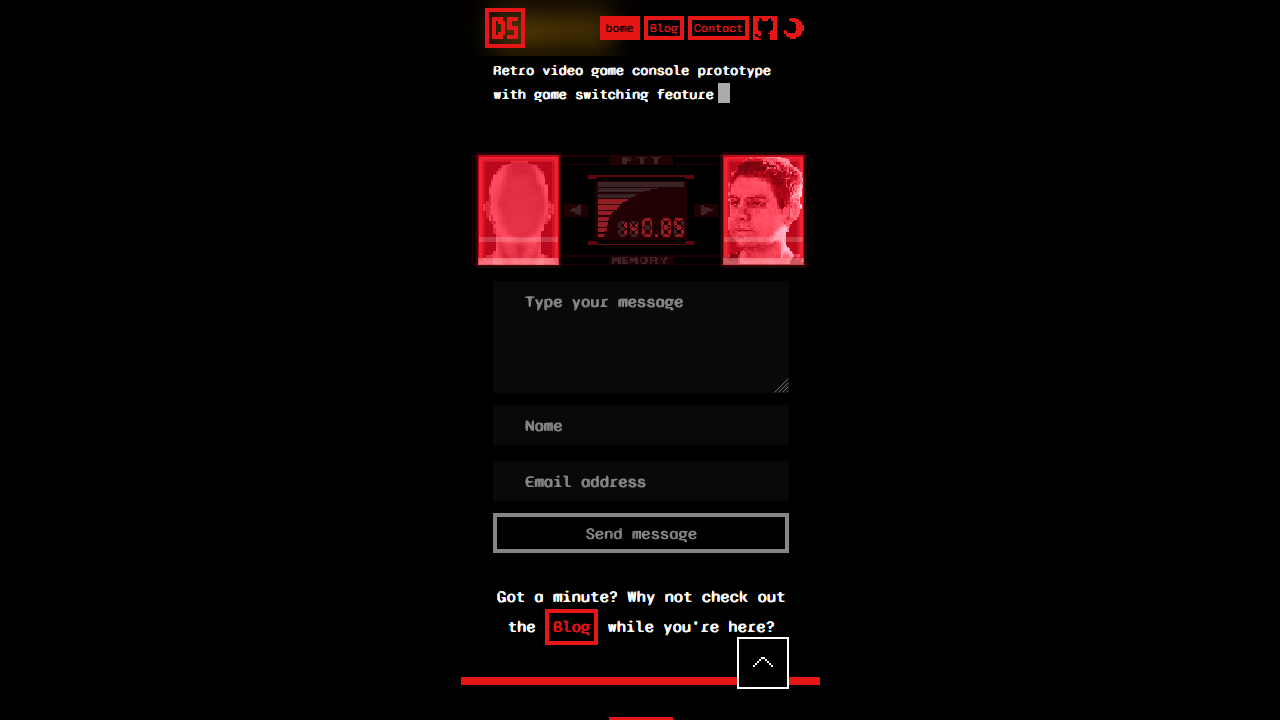 DS
home Blog Contact
Retro video game console prototype
with game switching feature
PTT
MEMORY
Type your message
Name
Email address
Send message
Got a minute? Why not check out
the Blog while you're here?